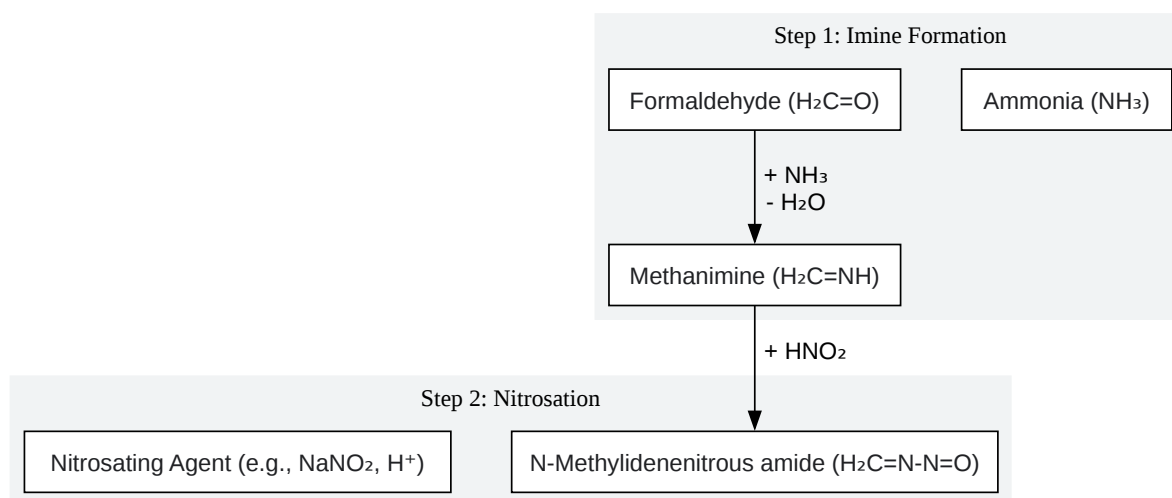 Step 1: Imine Formation
Formaldehyde (H₂C=O)
Ammonia (NH₃)
+ NH₃
- H₂O
Methanimine (H₂C=NH)
+ HNO₂
Step 2: Nitrosation
Nitrosating Agent (e.g., NaNO₂, H⁺)
N-Methylidenenitrous amide (H₂C=N-N=O)